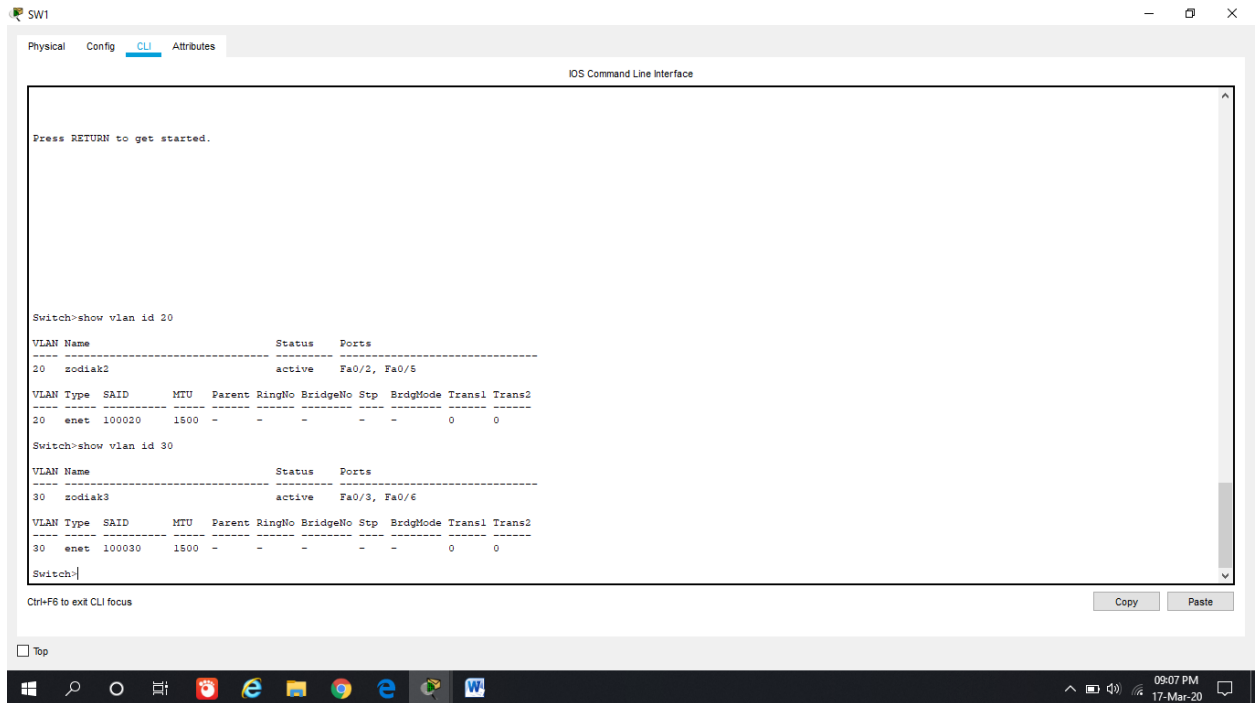 SW1
Physical Config CLI Attributes
IOS Command Line Interface
Press RETURN to get started.
Switch>show vlan id 20
VLAN Name                             Status    Ports
---- -------------------------------- --------- -------------------------------
20   zodiak2                          active    Fa0/2, Fa0/5
VLAN Type  SAID       MTU   Parent RingNo BridgeNo Stp  BrdgMode Trans1 Trans2
---- ----- ---------- ----- ------ ------ -------- ---- -------- ------ ------
20   enet  100020     1500  -      -      -        -    -        0      0
Switch>show vlan id 30
VLAN Name                             Status    Ports
---- -------------------------------- --------- -------------------------------
30   zodiak3                          active    Fa0/3, Fa0/6
VLAN Type  SAID       MTU   Parent RingNo BridgeNo Stp  BrdgMode Trans1 Trans2
---- ----- ---------- ----- ------ ------ -------- ---- -------- ------ ------
30   enet  100030     1500  -      -      -        -    -        0      0
Switch>
Ctrl+F6 to exit CLI focus
Copy Paste
Top
09:07 PM
17-Mar-20